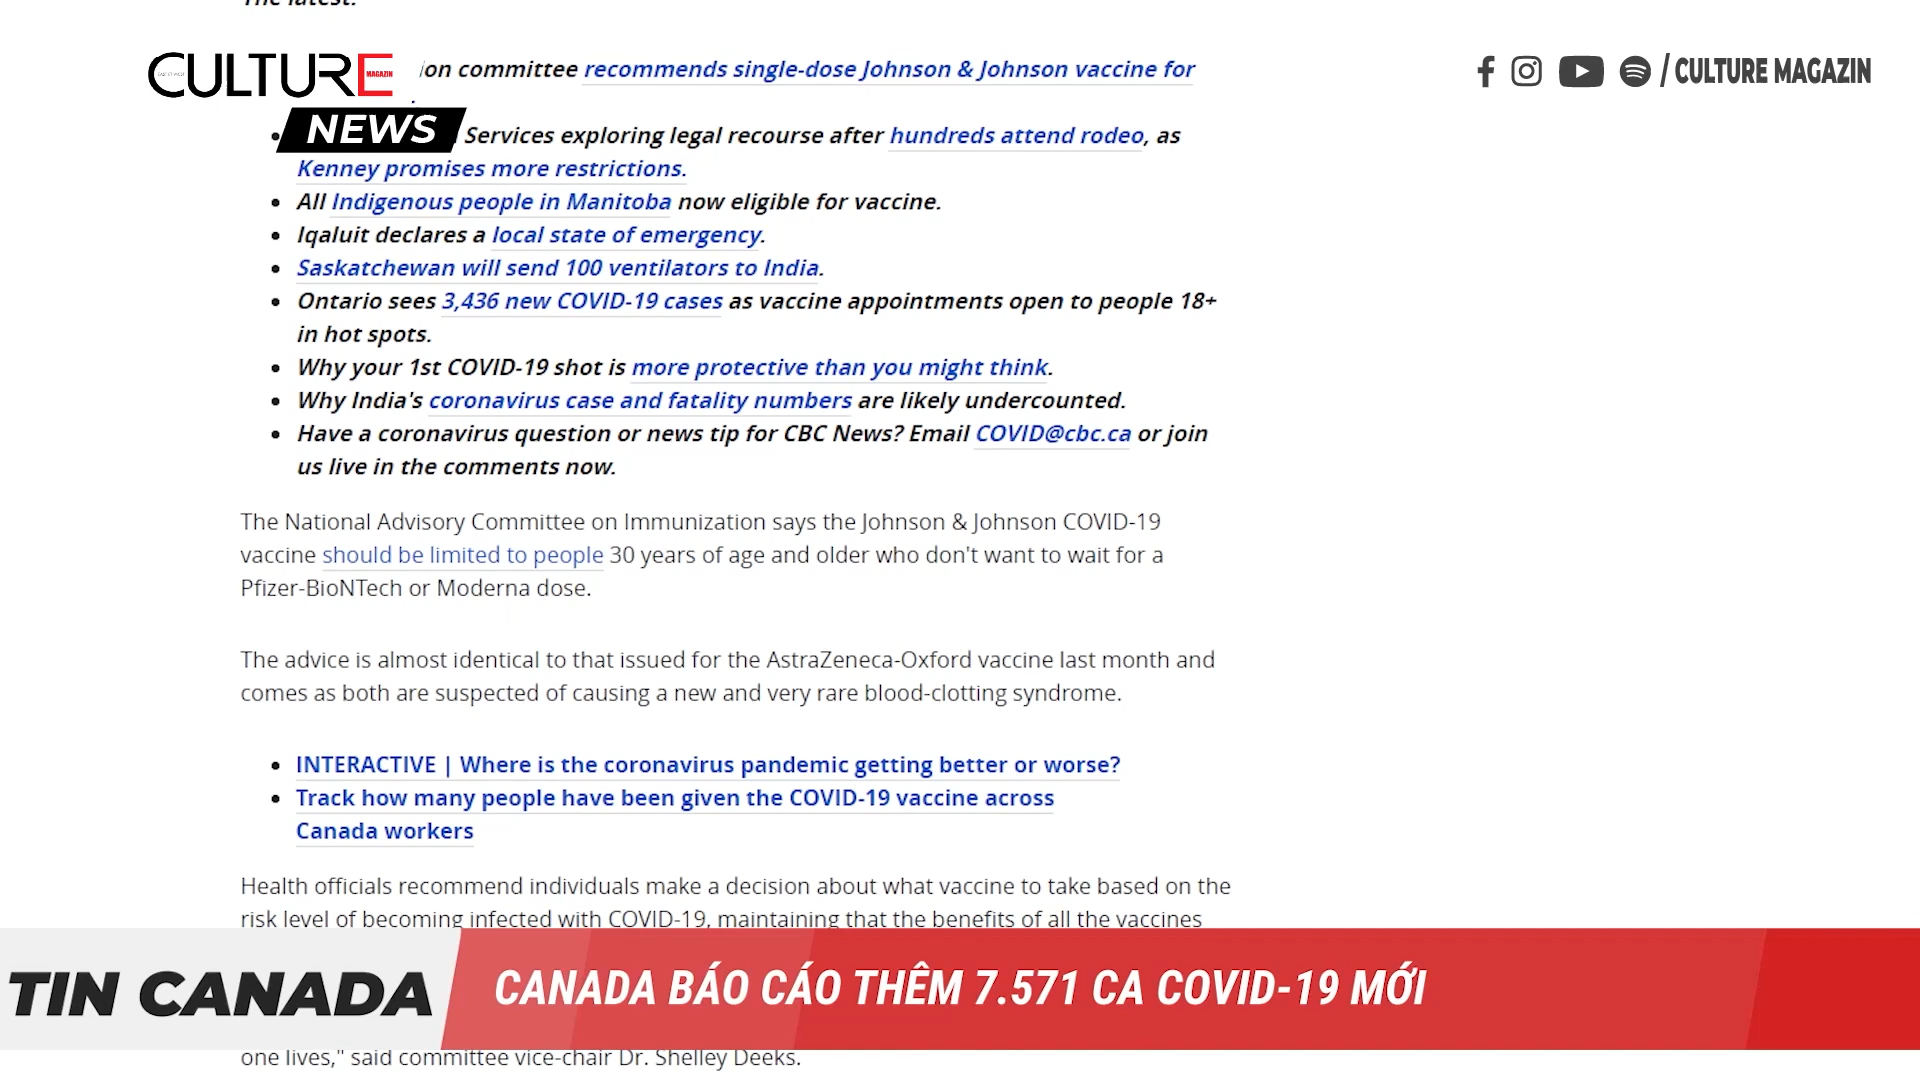 The latest:
CULTURE
MAGAZIN
on committee recommends single-dose Johnson & Johnson vaccine for
/ CULTURE MAGAZIN
NEWS
Services exploring legal recourse after hundreds attend rodeo, as
Kenney promises more restrictions.
All Indigenous people in Manitoba now eligible for vaccine.
Iqaluit declares a local state of emergency.
Saskatchewan will send 100 ventilators to India.
Ontario sees 3,436 new COVID-19 cases as vaccine appointments open to people 18+
in hot spots.
Why your 1st COVID-19 shot is more protective than you might think.
Why India's coronavirus case and fatality numbers are likely undercounted.
Have a coronavirus question or news tip for CBC News? Email COVID@cbc.ca or join
us live in the comments now.
The National Advisory Committee on Immunization says the Johnson & Johnson COVID-19
vaccine should be limited to people 30 years of age and older who don't want to wait for a
Pfizer-BioNTech or Moderna dose.
The advice is almost identical to that issued for the AstraZeneca-Oxford vaccine last month and
comes as both are suspected of causing a new and very rare blood-clotting syndrome.
INTERACTIVE | Where is the coronavirus pandemic getting better or worse?
Track how many people have been given the COVID-19 vaccine across
Canada workers
Health officials recommend individuals make a decision about what vaccine to take based on the
risk level of becoming infected with COVID-19, maintaining that the benefits of all the vaccines
TIN CANADA
CANADA BÁO CÁO THÊM 7.571 CA COVID-19 MỚI
one lives," said committee vice-chair Dr. Shelley Deeks.